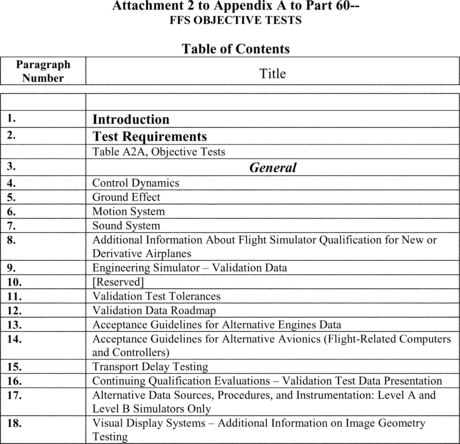 Attachment 2 to Appendix A to Part 60--
FFS OBJECTIVE TESTS
Table of Contents
Paragraph
Number
Title
1.
Introduction
2.
Test Requirements
Table A2A, Objective Tests
3.
General
4.
Control Dynamics
5.
Ground Effect
6.
Motion System
7.
Sound System
8.
Additional Information About Flight Simulator Qualification for New or
Derivative Airplanes
9.
Engineering Simulator – Validation Data
10.
[Reserved]
11.
Validation Test Tolerances
12.
Validation Data Roadmap
13.
Acceptance Guidelines for Alternative Engines Data
14.
Acceptance Guidelines for Alternative Avionics (Flight-Related Computers
and Controllers)
15.
Transport Delay Testing
16.
Continuing Qualification Evaluations – Validation Test Data Presentation
17.
Alternative Data Sources, Procedures, and Instrumentation: Level A and
Level B Simulators Only
18.
Visual Display Systems – Additional Information on Image Geometry
Testing